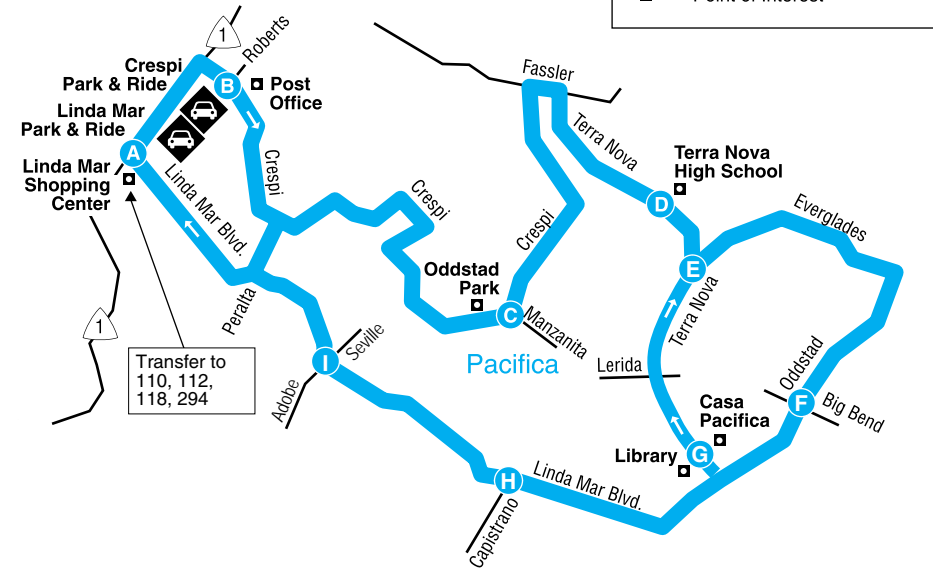 Point of Interest
1
Roberts
Crespi
Park & Ride
B
Post
Office
Linda Mar
Park & Ride
A
Linda Mar
Shopping
Center
Linda Mar Blvd.
Crespi
Crespi
Fassler
Terra Nova
Terra Nova
High School
D
Everglades
Crespi
E
Oddstad
Park
C
Manzanita
Terra Nova
Peralta
1
Transfer to
110, 112,
118, 294
I
Seville
Adobe
Pacifica
Lerida
Oddstad
F
Big Bend
Casa
Pacifica
Library
G
H
Linda Mar Blvd.
Capistrano